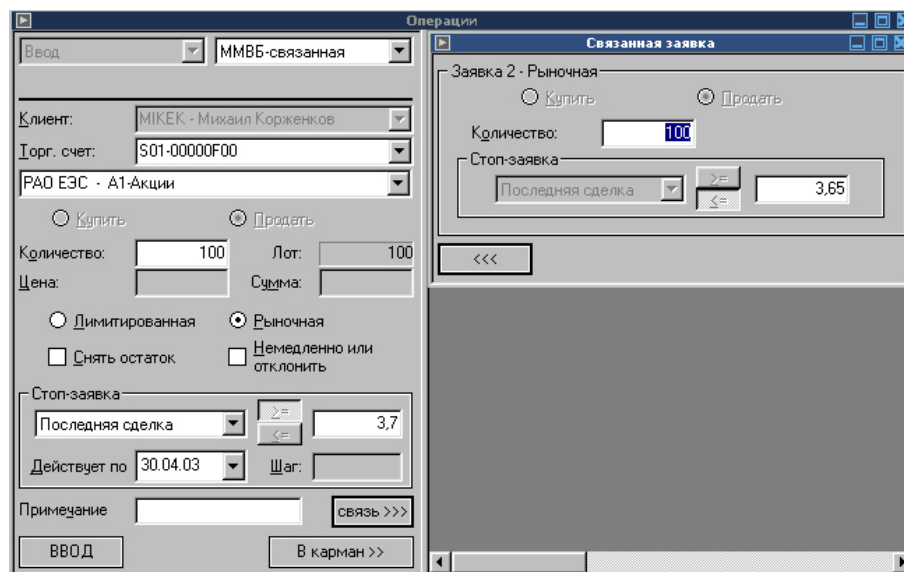 Операции
Ввод
ММВБ-связанная
Клиент:
MIKEK - Михаил Корженков
Торг. счет:
S01-00000F00
РАО ЕЭС - А1-Акции
Купить
Продать
Количество:
100
Лот:
100
Цена:
Сумма:
Лимитированная
Рыночная
Снять остаток
Немедленно или
отклонить
Стоп-заявка
Последняя сделка
>=
<=
3,7
Действует по
30.04.03
Шаг:
Примечание
связь >>>
ВВОД
В карман >>
Связанная заявка
Заявка 2 - Рыночная
Купить
Продать
Количество:
100
Стоп-заявка
Последняя сделка
>=
<=
3,65
<<<